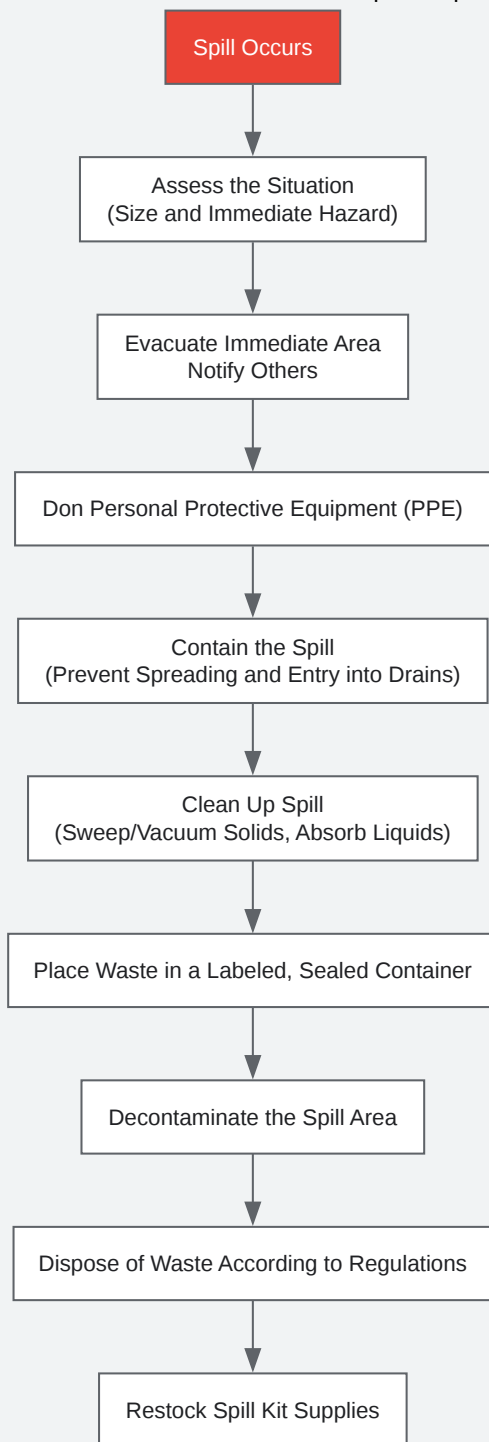 Spill Occurs
Assess the Situation
(Size and Immediate Hazard)
Evacuate Immediate Area
Notify Others
Don Personal Protective Equipment (PPE)
Contain the Spill
(Prevent Spreading and Entry into Drains)
Clean Up Spill
(Sweep/Vacuum Solids, Absorb Liquids)
Place Waste in a Labeled, Sealed Container
Decontaminate the Spill Area
Dispose of Waste According to Regulations
Restock Spill Kit Supplies